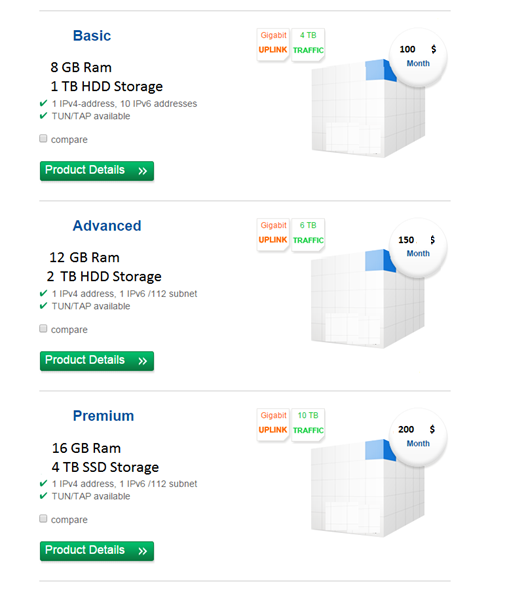 Basic
Gigabit
UPLINK
4 TB
TRAFFIC
100 $
Month
8 GB Ram
1 TB HDD Storage
✔ 1 IPv4-address, 10 IPv6 addresses
✔ TUN/TAP available
compare
Product Details »
Advanced
Gigabit
UPLINK
6 TB
TRAFFIC
150 $
Month
12 GB Ram
2 TB HDD Storage
✔ 1 IPv4 address, 1 IPv6 /112 subnet
✔ TUN/TAP available
compare
Product Details »
Premium
Gigabit
UPLINK
10 TB
TRAFFIC
200 $
Month
16 GB Ram
4 TB SSD Storage
✔ 1 IPv4 address, 1 IPv6 /112 subnet
✔ TUN/TAP available
compare
Product Details »